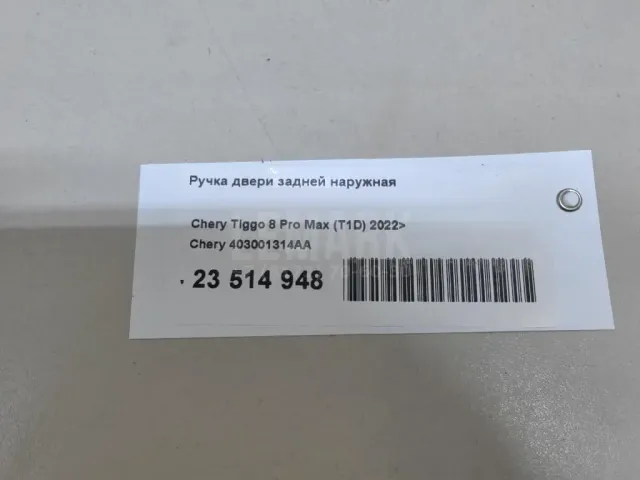 Ручка двери задней наружная
Chery Tiggo 8 Pro Max (T1D) 2022>
Chery 403001314AA
23 514 948